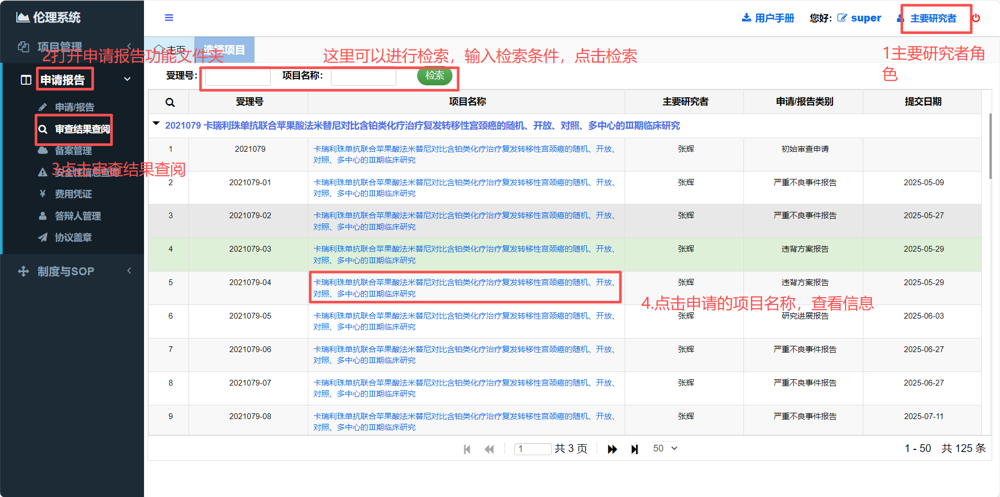 伦理系统
用户手册 您好: super 主要研究者
项目管理
主页 选择项目
2打开申请报告功能文件夹
这里可以进行检索，输入检索条件，点击检索
1主要研究者角
色
申请报告
受理号: 项目名称: 检索
申请/报告
审查结果查阅
备案管理
安全性信息查阅
3点击审查结果查阅
费用凭证
答辩人管理
协议盖章
制度与SOP
受理号 项目名称 主要研究者 申请/报告类别 提交日期
2021079 卡瑞利珠单抗联合苹果酸法米替尼对比含铂类化疗治疗复发转移性宫颈癌的随机、开放、对照、多中心的Ⅲ期临床研究
1 2021079 卡瑞利珠单抗联合苹果酸法米替尼对比含铂类化疗治疗复发转移性宫颈癌的随机、开放、 张辉 初始审查申请
对照、多中心的Ⅲ期临床研究
2 2021079-01 卡瑞利珠单抗联合苹果酸法米替尼对比含铂类化疗治疗复发转移性宫颈癌的随机、开放、 张辉 严重不良事件报告 2025-05-09
对照、多中心的Ⅲ期临床研究
3 2021079-02 卡瑞利珠单抗联合苹果酸法米替尼对比含铂类化疗治疗复发转移性宫颈癌的随机、开放、 张辉 严重不良事件报告 2025-05-27
对照、多中心的Ⅲ期临床研究
4 2021079-03 卡瑞利珠单抗联合苹果酸法米替尼对比含铂类化疗治疗复发转移性宫颈癌的随机、开放、 张辉 违背方案报告 2025-05-29
对照、多中心的Ⅲ期临床研究
5 2021079-04 卡瑞利珠单抗联合苹果酸法米替尼对比含铂类化疗治疗复发转移性宫颈癌的随机、开放、 张辉 违背方案报告 2025-05-29
对照、多中心的Ⅲ期临床研究
4.点击申请的项目名称，查看信息
6 2021079-05 卡瑞利珠单抗联合苹果酸法米替尼对比含铂类化疗治疗复发转移性宫颈癌的随机、开放、 张辉 研究进展报告 2025-06-03
对照、多中心的Ⅲ期临床研究
7 2021079-06 卡瑞利珠单抗联合苹果酸法米替尼对比含铂类化疗治疗复发转移性宫颈癌的随机、开放、 张辉 严重不良事件报告 2025-06-27
对照、多中心的Ⅲ期临床研究
8 2021079-07 卡瑞利珠单抗联合苹果酸法米替尼对比含铂类化疗治疗复发转移性宫颈癌的随机、开放、 张辉 严重不良事件报告 2025-06-27
对照、多中心的Ⅲ期临床研究
9 2021079-08 卡瑞利珠单抗联合苹果酸法米替尼对比含铂类化疗治疗复发转移性宫颈癌的随机、开放、 张辉 严重不良事件报告 2025-07-11
对照、多中心的Ⅲ期临床研究
1 共 3 页 50 1 - 50 共 125 条